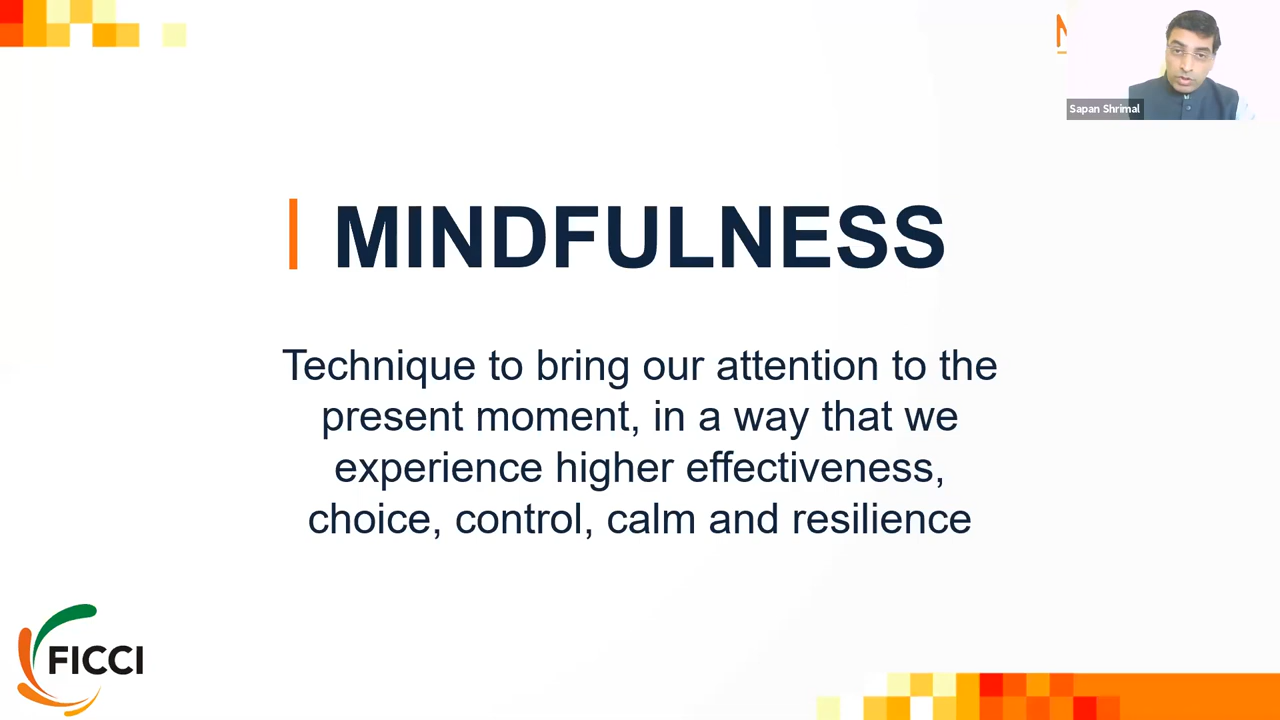 Sapan Shrimal
MINDFULNESS
Technique to bring our attention to the
present moment, in a way that we
experience higher effectiveness,
choice, control, calm and resilience
FICCI